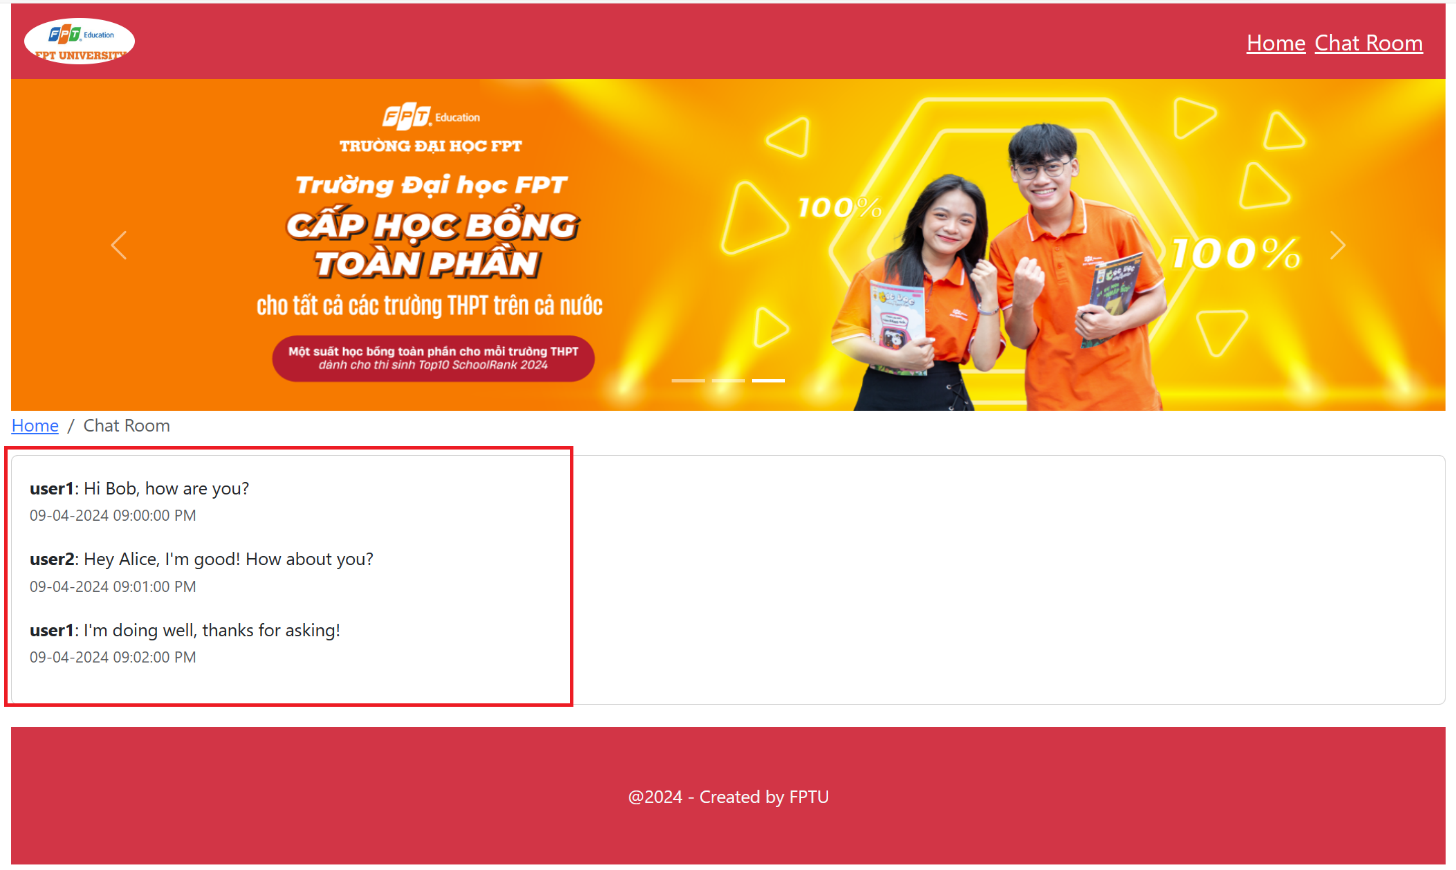 FPT Education
FPT UNIVERSITY
Home Chat Room
FPT Education
TRƯỜNG ĐẠI HỌC FPT
Trường Đại học FPT
CẤP HỌC BỔNG
TOÀN PHẦN
cho tất cả các trường THPT trên cả nước
Một suất học bổng toàn phần cho mỗi trường THPT
dành cho thí sinh Top10 SchoolRank 2024
100%
100%
Home / Chat Room
user1: Hi Bob, how are you?
09-04-2024 09:00:00 PM
user2: Hey Alice, I'm good! How about you?
09-04-2024 09:01:00 PM
user1: I'm doing well, thanks for asking!
09-04-2024 09:02:00 PM
@2024 - Created by FPTU